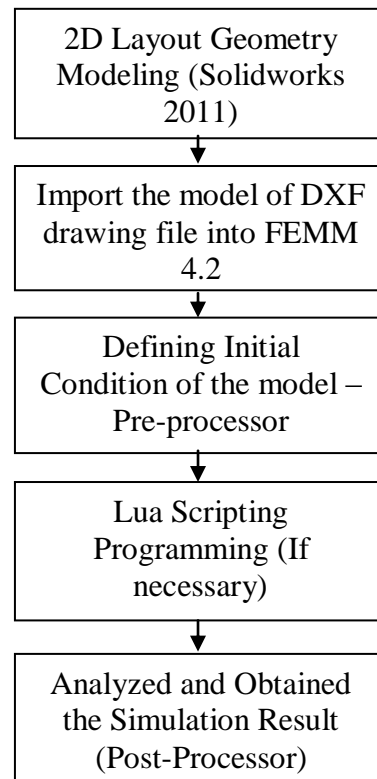 2D Layout Geometry
Modeling (Solidworks
2011)
Import the model of DXF
drawing file into FEMM
4.2
Defining Initial
Condition of the model –
Pre-processor
Lua Scripting
Programming (If
necessary)
Analyzed and Obtained
the Simulation Result
(Post-Processor)